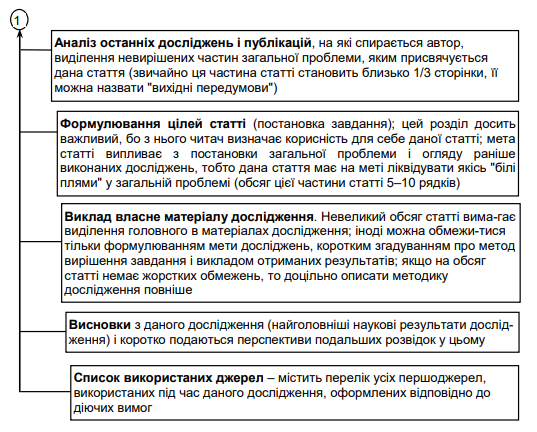 1
Аналіз останніх досліджень і публікацій, на які спирається автор,
виділення невирішених частин загальної проблеми, яким присвячується
дана стаття (звичайно ця частина статті становить близько 1/3 сторінки, її
можна назвати "вихідні передумови")
Формулювання цілей статті (постановка завдання); цей розділ досить
важливий, бо з нього читач визначає корисність для себе даної статті; мета
статті випливає з постановки загальної проблеми і огляду раніше
виконаних досліджень, тобто дана стаття має на меті ліквідувати якісь "білі
плями" у загальній проблемі (обсяг цієї частини статті 5–10 рядків)
Виклад власне матеріалу дослідження. Невеликий обсяг статті вима-гає
виділення головного в матеріалах дослідження; іноді можна обмежи-тися
тільки формулюванням мети досліджень, коротким згадуванням про метод
вирішення завдання і викладом отриманих результатів; якщо на обсяг
статті немає жорстких обмежень, то доцільно описати методику
дослідження повніше
Висновки з даного дослідження (найголовніші наукові результати дослід-
ження) і коротко подаються перспективи подальших розвідок у цьому
Список використаних джерел – містить перелік усіх першоджерел,
використаних під час даного дослідження, оформлених відповідно до
діючих вимог